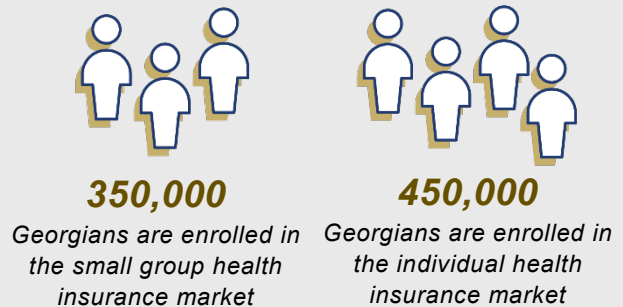 350,000
Georgians are enrolled in
the small group health
insurance market
450,000
Georgians are enrolled in
the individual health
insurance market